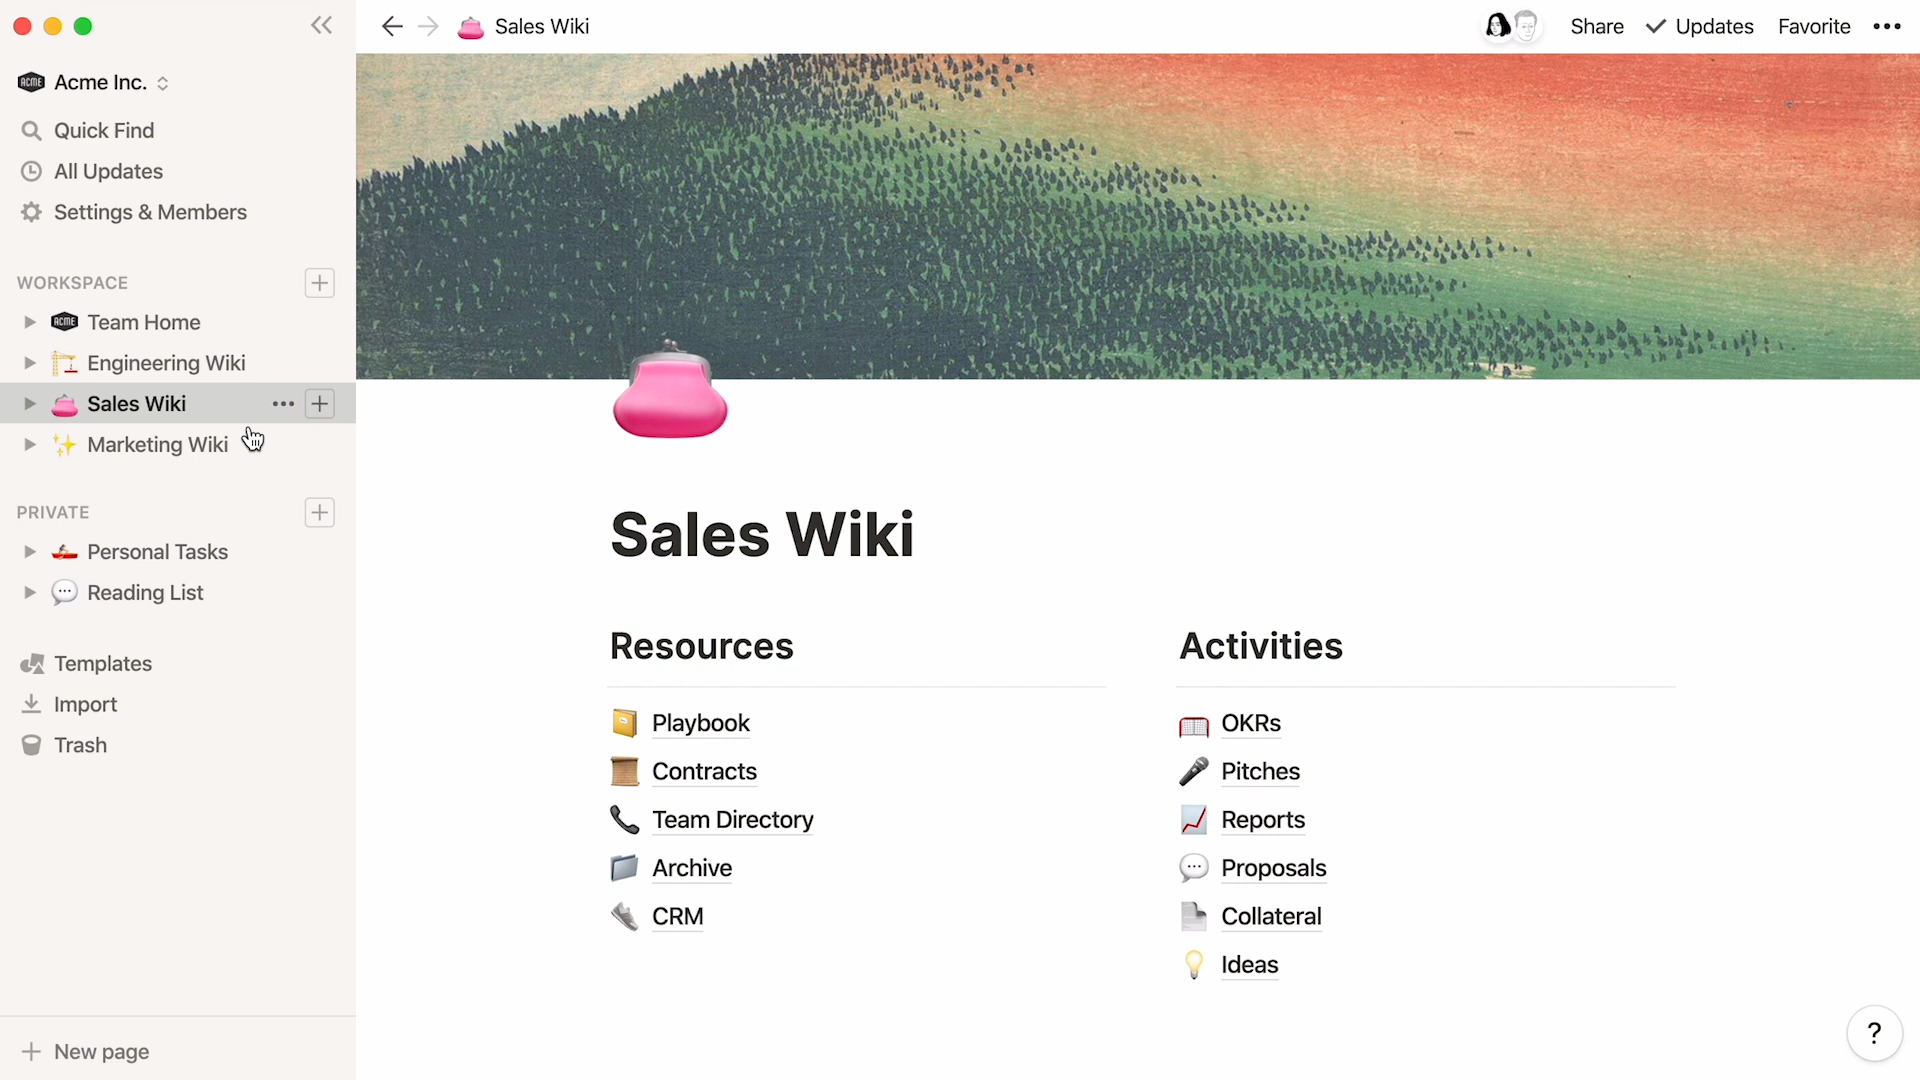 Sales Wiki
Share
Updates
Favorite
ACME
Acme Inc.
Quick Find
All Updates
Settings & Members
WORKSPACE
ACME
Team Home
Engineering Wiki
Sales Wiki
Marketing Wiki
PRIVATE
Personal Tasks
Reading List
Templates
Import
Trash
New page
Sales Wiki
Resources
Playbook
Contracts
Team Directory
Archive
CRM
Activities
OKRs
Pitches
Reports
Proposals
Collateral
Ideas
?